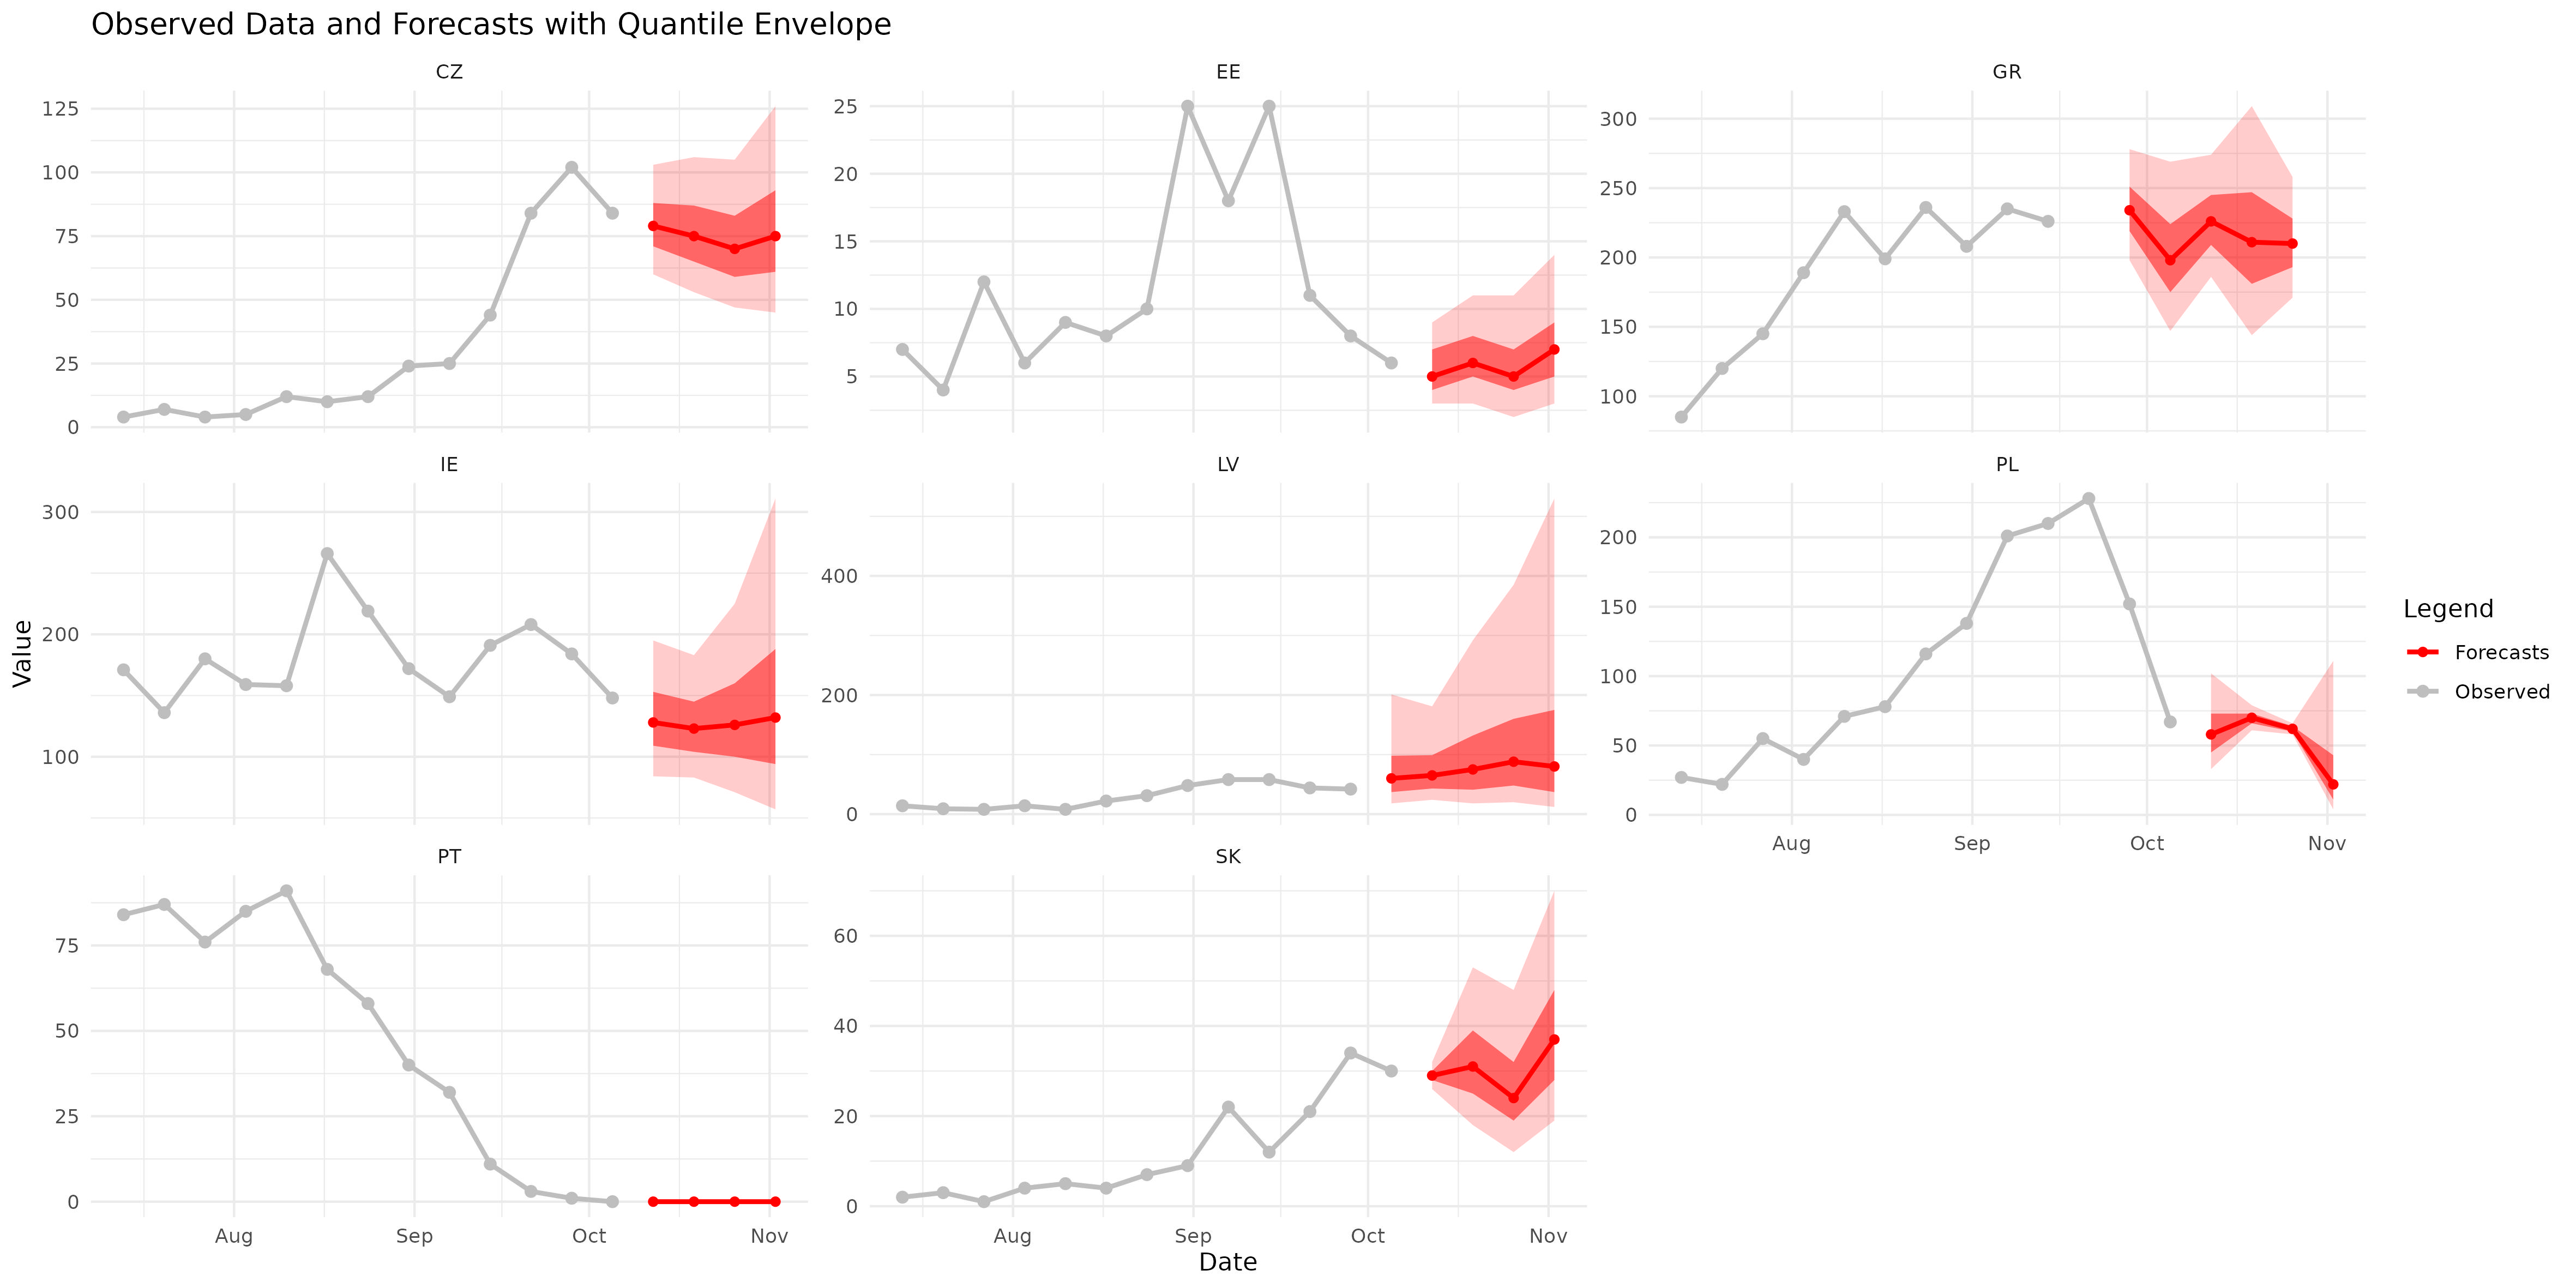 Observed Data and Forecasts with Quantile Envelope
CZ
125
100
75
50
25
0
EE
25
20
15
10
5
GR
300
250
200
150
100
IE
300
200
100
LV
400
200
0
PL
200
150
100
50
0
Aug Sep Oct Nov
PT
75
50
25
0
Aug Sep Oct Nov
SK
60
40
20
0
Aug Sep Oct Nov
Value
Date
Legend
Forecasts
Observed